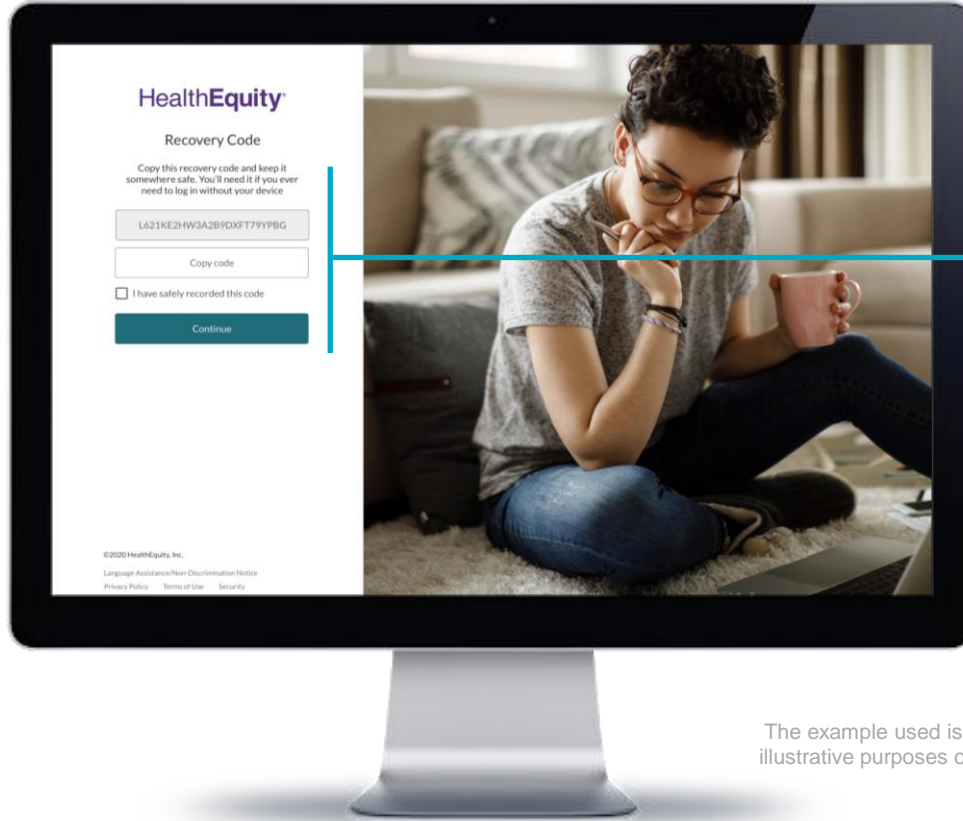 HealthEquity
Recovery Code
Copy this recovery code and keep it
somewhere safe. You'll need it if you ever
need to log in without your device
L621KE2HW3A2B9DXFT79YPBG
Copy code
I have safely recorded this code
Continue
©2020 HealthEquity, Inc.
Language Assistance/Non-Discrimination Notice
Privacy Policy Terms of Use Security
The example used is
illustrative purposes